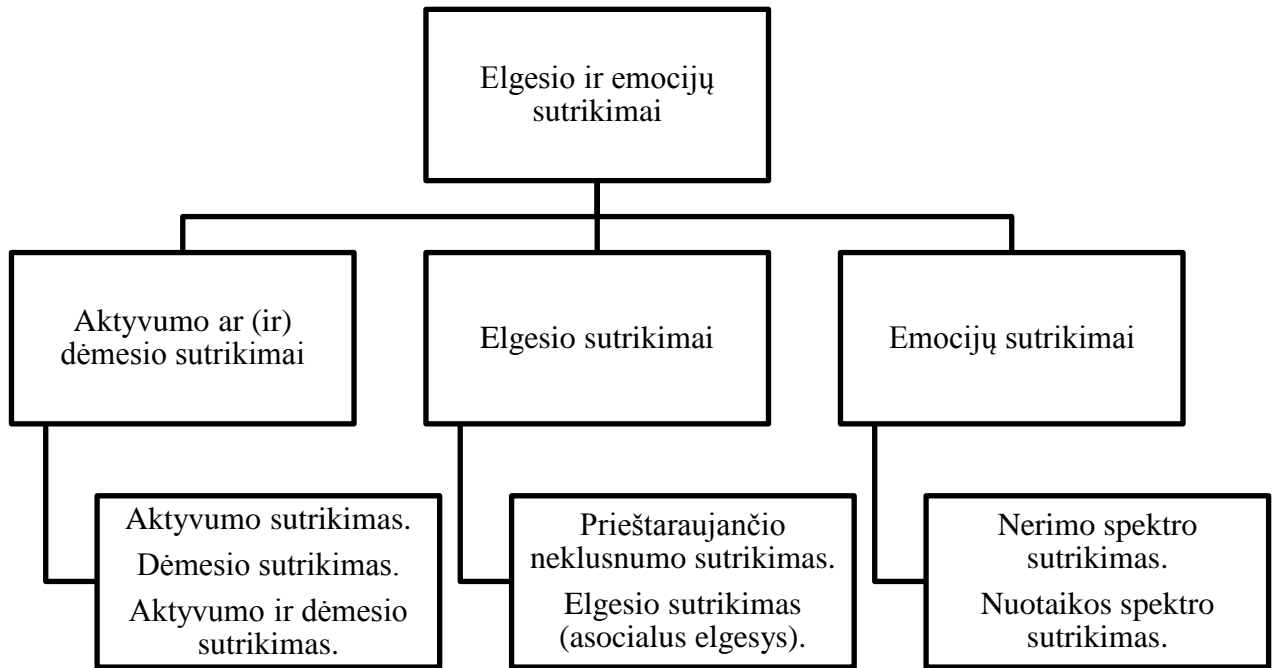 Elgesio ir emocijų
sutrikimai
Aktyvumo ar (ir)
dėmesio sutrikimai
Elgesio sutrikimai
Emocijų sutrikimai
Aktyvumo sutrikimas.
Dėmesio sutrikimas.
Aktyvumo ir dėmesio
sutrikimas.
Prieštaraujančio
neklusnumo sutrikimas.
Elgesio sutrikimas
(asocialus elgesys).
Nerimo spektro
sutrikimas.
Nuotaikos spektro
sutrikimas.